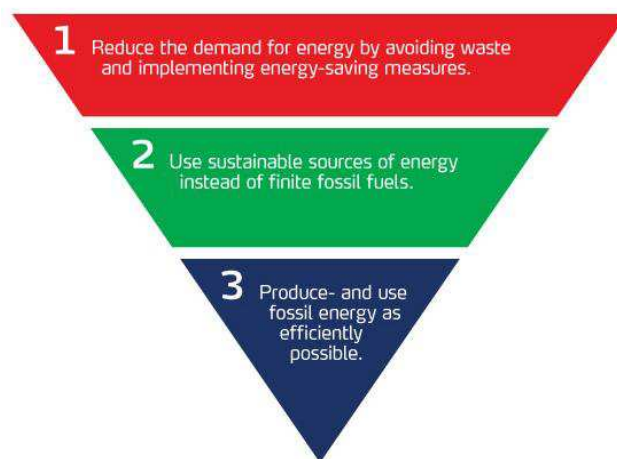 1 Reduce the demand for energy by avoiding waste
and implementing energy-saving measures.
2 Use sustainable sources of energy
instead of finite fossil fuels.
3 Produce- and use
fossil energy as
efficiently
possible.